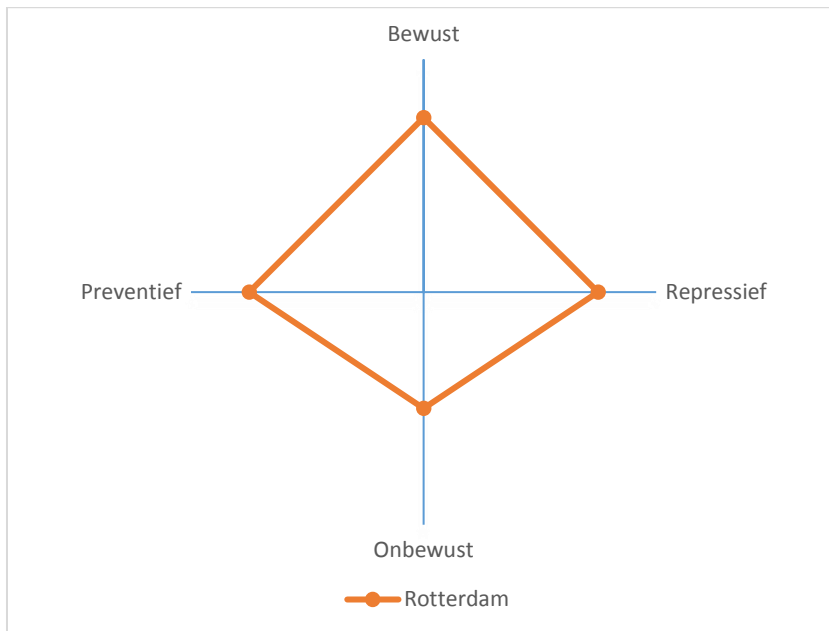 Bewust
Preventief
Repressief
Onbewust
Rotterdam